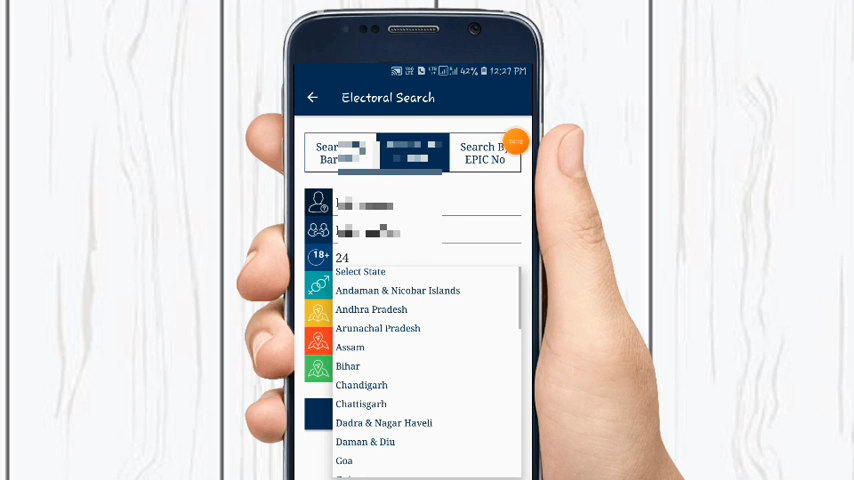 42% 12:27 PM
Electoral Search
Search By
EPIC No
18+
24
Select State
Andaman & Nicobar Islands
Andhra Pradesh
Arunachal Pradesh
Assam
Bihar
Chandigarh
Chattisgarh
Dadra & Nagar Haveli
Daman & Diu
Goa